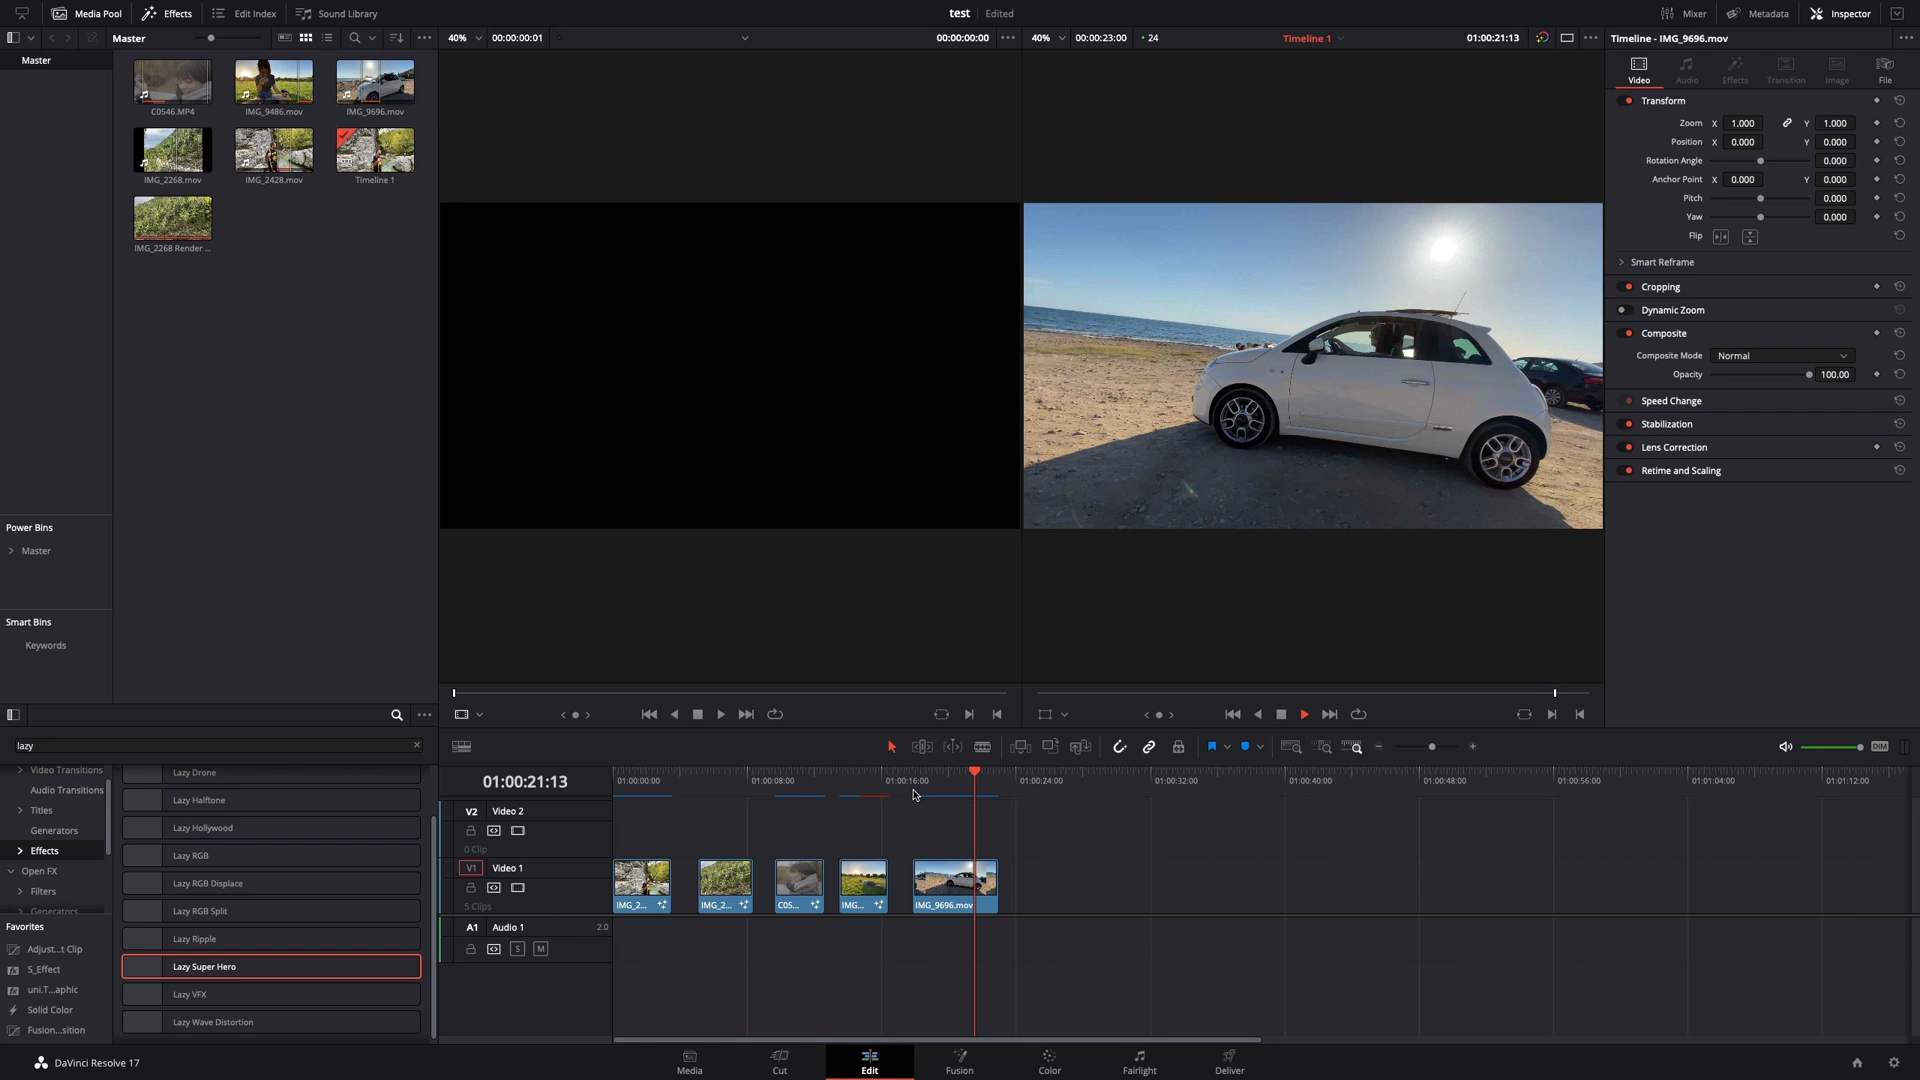 Media Pool Effects Edit Index Sound Library test Edited Mixer Metadata Inspector
Master 40% 00:00:00:01 00:00:00:00 40% 00:00:23:00 24 Timeline 1 01:00:21:13 Timeline - IMG_9696.mov
Master
C0546.MP4 IMG_9486.mov IMG_9696.mov
IMG_2268.mov IMG_2428.mov Timeline 1
IMG_2268 Render ...
Power Bins
Master
Smart Bins
Keywords
Video Audio Effects Transition Image File
Transform
Zoom X 1.000 Y 1.000
Position X 0.000 Y 0.000
Rotation Angle 0.000
Anchor Point X 0.000 Y 0.000
Pitch 0.000
Yaw 0.000
Flip
Smart Reframe
Cropping
Dynamic Zoom
Composite
Composite Mode Normal
Opacity 100.00
Speed Change
Stabilization
Lens Correction
Retime and Scaling
lazy
Video Transitions
Audio Transitions
Titles
Generators
Effects
Open FX
Filters
Generators
Favorites
Adjust...t Clip
S_Effect
uni.T...aphic
Solid Color
Fusion...sition
Lazy Drone
Lazy Halftone
Lazy Hollywood
Lazy RGB
Lazy RGB Displace
Lazy RGB Split
Lazy Ripple
Lazy Super Hero
Lazy VFX
Lazy Wave Distortion
DIM
01:00:21:13 01:00:00:00 01:00:08:00 01:00:16:00 01:00:24:00 01:00:32:00 01:00:40:00 01:00:48:00 01:00:56:00 01:01:04:00 01:01:12:00
V2 Video 2
0 Clip
V1 Video 1
5 Clips
IMG_2... IMG_2... C05... IMG... IMG_9696.mov
A1 Audio 1 2.0
S M
DaVinci Resolve 17 Media Cut Edit Fusion Color Fairlight Deliver